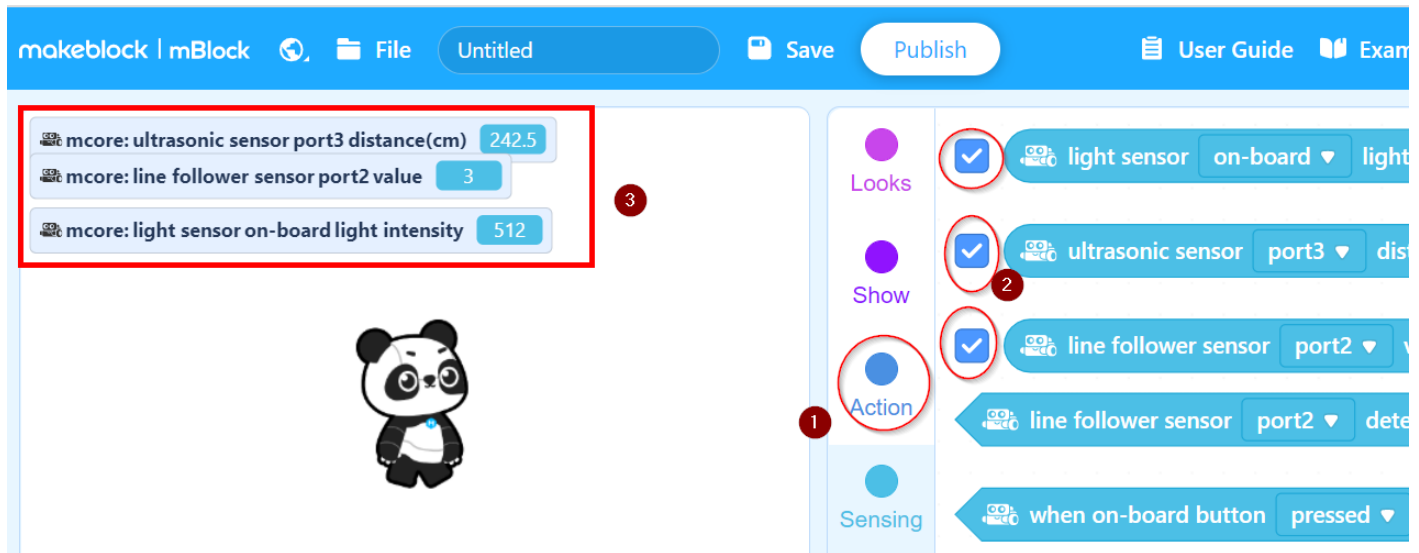 makeblock | mBlock File Untitled Save Publish User Guide Exam
mcore: ultrasonic sensor port3 distance(cm) 242.5
mcore: line follower sensor port2 value 3
mcore: light sensor on-board light intensity 512
3
Looks
Show
Action
1
Sensing
light sensor on-board light
ultrasonic sensor port3 dist
2
line follower sensor port2 v
line follower sensor port2 dete
when on-board button pressed